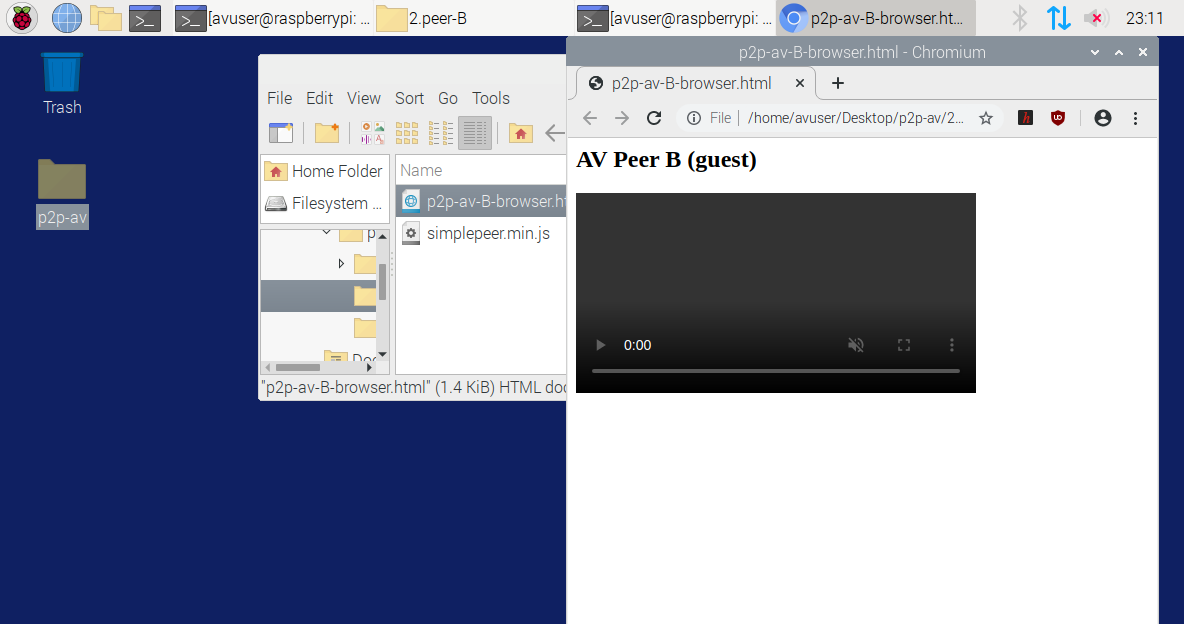 [avuser@raspberrypi: ...
2.peer-B
[avuser@raspberrypi: ...
p2p-av-B-browser.ht...
23:11
Trash
p2p-av
File Edit View Sort Go Tools
Home Folder
Filesystem ...
p
Doc
Name
p2p-av-B-browser.ht
simplepeer.min.js
"p2p-av-B-browser.html" (1.4 KiB) HTML doc
p2p-av-B-browser.html - Chromium
p2p-av-B-browser.html
File | /home/avuser/Desktop/p2p-av/2...
AV Peer B (guest)
0:00